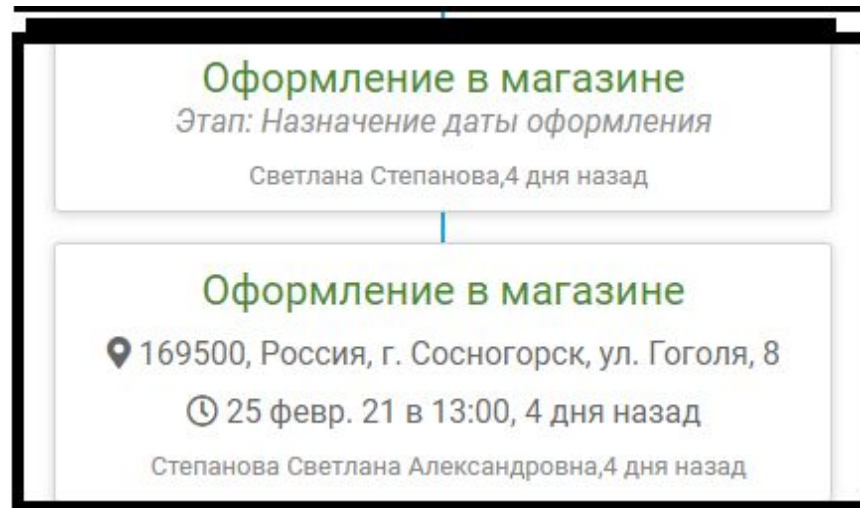 Оформление в магазине
Этап: Назначение даты оформления
Светлана Степанова,4 дня назад
Оформление в магазине
169500, Россия, г. Сосногорск, ул. Гоголя, 8
25 февр. 21 в 13:00, 4 дня назад
Степанова Светлана Александровна,4 дня назад